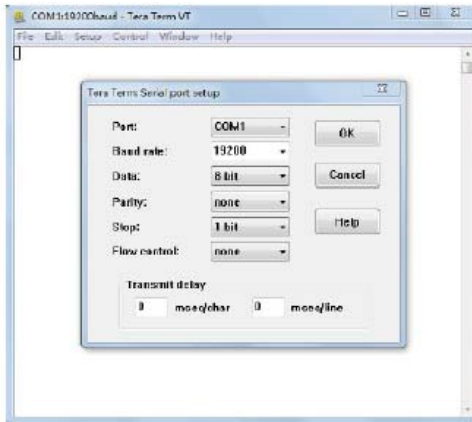 COM1:19200baud - Tera Term VT
File Edit Setup Control Window Help
Tera Term: Serial port setup
Port: COM1 OK
Baud rate: 19200
Data: 8 bit Cancel
Parity: none
Stop: 1 bit Help
Flow control: none
Transmit delay
0 msec/char 0 msec/line